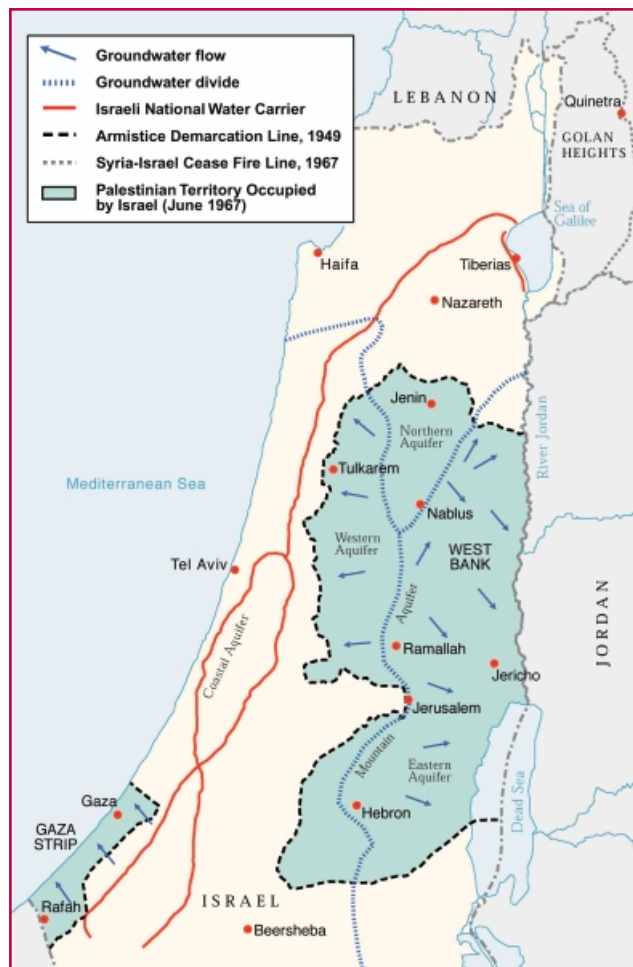 Groundwater flow
Groundwater divide
Israeli National Water Carrier
Armistice Demarcation Line, 1949
Syria-Israel Cease Fire Line, 1967
Palestinian Territory Occupied
by Israel (June 1967)
LEBANON
Quinetra
GOLAN
HEIGHTS
Sea of
Galilee
Haifa
Tiberias
Nazareth
Jenin
Northern
Aquifer
River Jordan
Tulkarem
Mediterranean Sea
Nablus
Western
Aquifer
WEST
BANK
Tel Aviv
Aquifer
JORDAN
Coastal Aquifer
Ramallah
Jericho
Jerusalem
Mountain
Eastern
Aquifer
Dead Sea
Gaza
Hebron
GAZA
STRIP
Rafah
ISRAEL
Beersheba